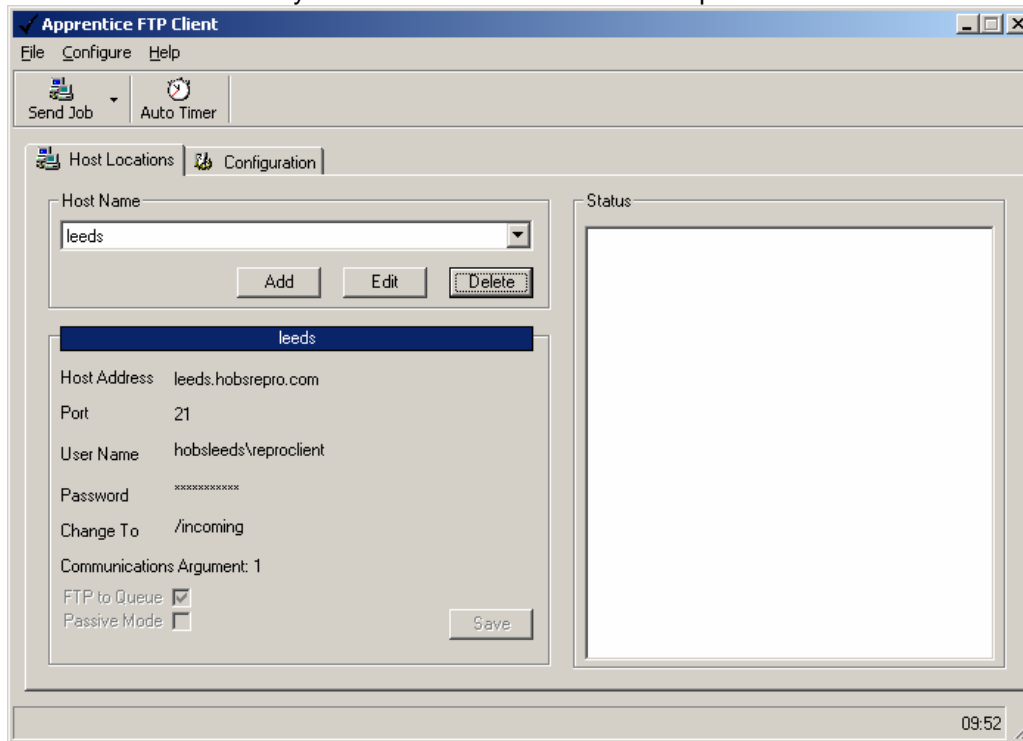 Apprentice FTP Client
File Configure Help
Send Job Auto Timer
Host Locations Configuration
Host Name
leeds
Add Edit Delete
leeds
Host Address leeds.hobsrepro.com
Port 21
User Name hobsleeds\reproclient
Password ***********
Change To /incoming
Communications Argument: 1
FTP to Queue
Passive Mode
Save
Status
09:52